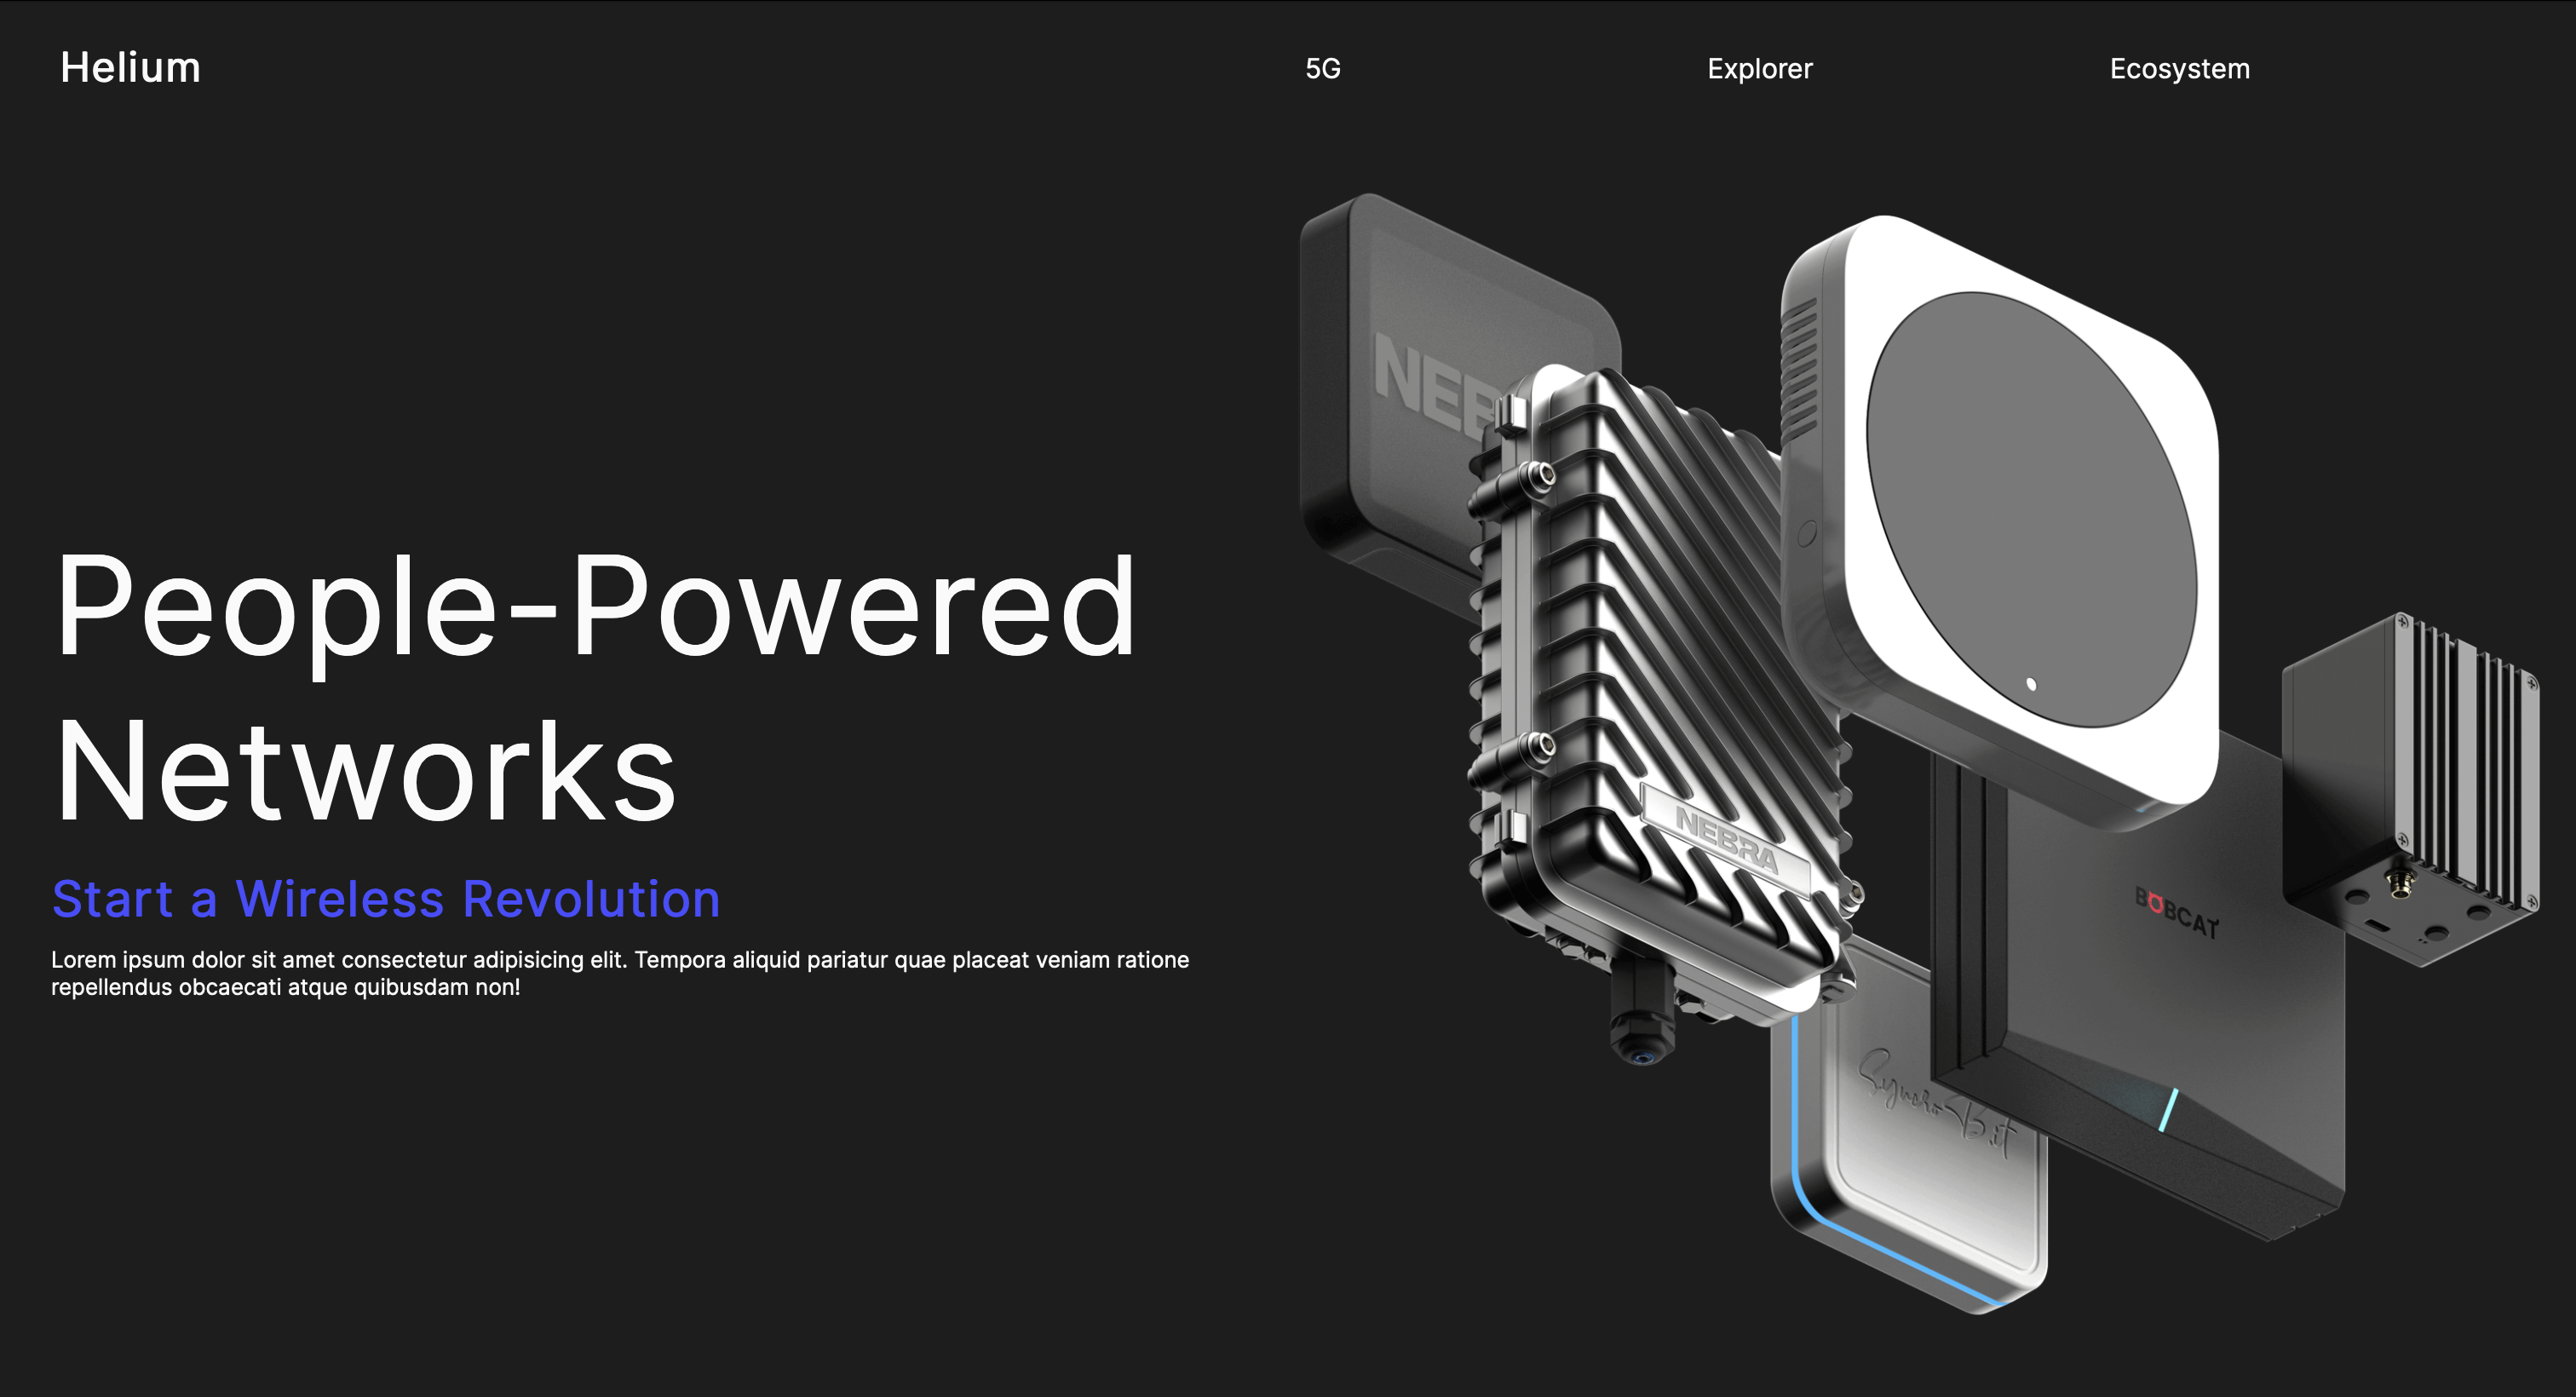 Helium
5G
Explorer
Ecosystem
People-Powered
Networks
Start a Wireless Revolution
Lorem ipsum dolor sit amet consectetur adipisicing elit. Tempora aliquid pariatur quae placeat veniam ratione
repellendus obcaecati atque quibusdam non!
NEB
NEBRA
BOBCAT
SynchroBit